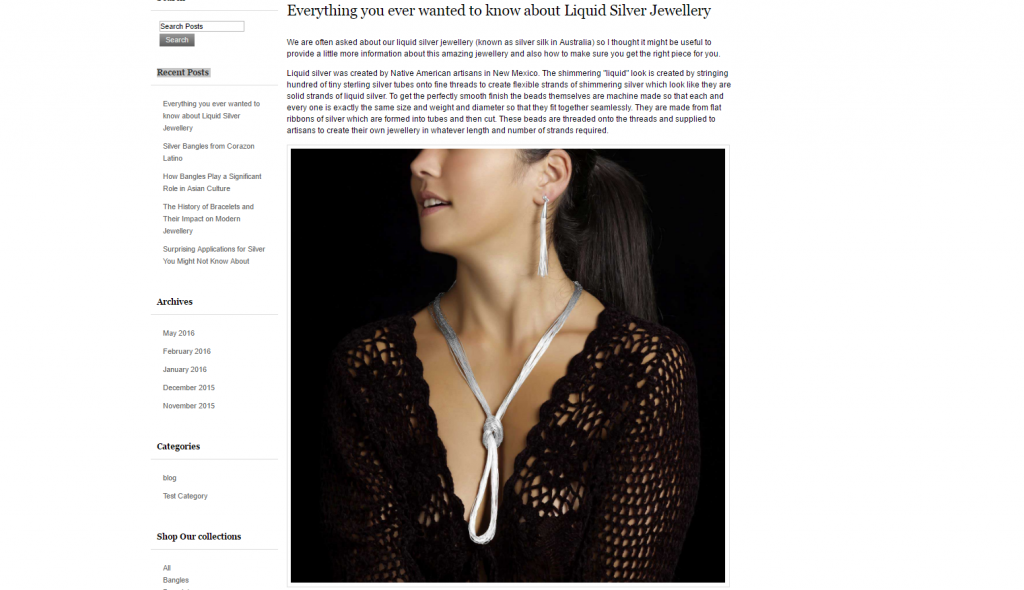 Search Posts
Search
Recent Posts
Everything you ever wanted to
know about Liquid Silver
Jewellery
Silver Bangles from Corazon
Latino
How Bangles Play a Significant
Role in Asian Culture
The History of Bracelets and
Their Impact on Modern
Jewellery
Surprising Applications for Silver
You Might Not Know About
Archives
May 2016
February 2016
January 2016
December 2015
November 2015
Categories
blog
Test Category
Shop Our collections
All
Bangles
Everything you ever wanted to know about Liquid Silver Jewellery
We are often asked about our liquid silver jewellery (known as silver silk in Australia) so I thought it might be useful to
provide a little more information about this amazing jewellery and also how to make sure you get the right piece for you.
Liquid silver was created by Native American artisans in New Mexico. The shimmering "liquid" look is created by stringing
hundred of tiny sterling silver tubes onto fine threads to create flexible strands of shimmering silver which look like they are
solid strands of liquid silver. To get the perfectly smooth finish the beads themselves are machine made so that each and
every one is exactly the same size and weight and diameter so that they fit together seamlessly. They are made from flat
ribbons of silver which are formed into tubes and then cut. These beads are threaded onto the threads and supplied to
artisans to create their own jewellery in whatever length and number of strands required.